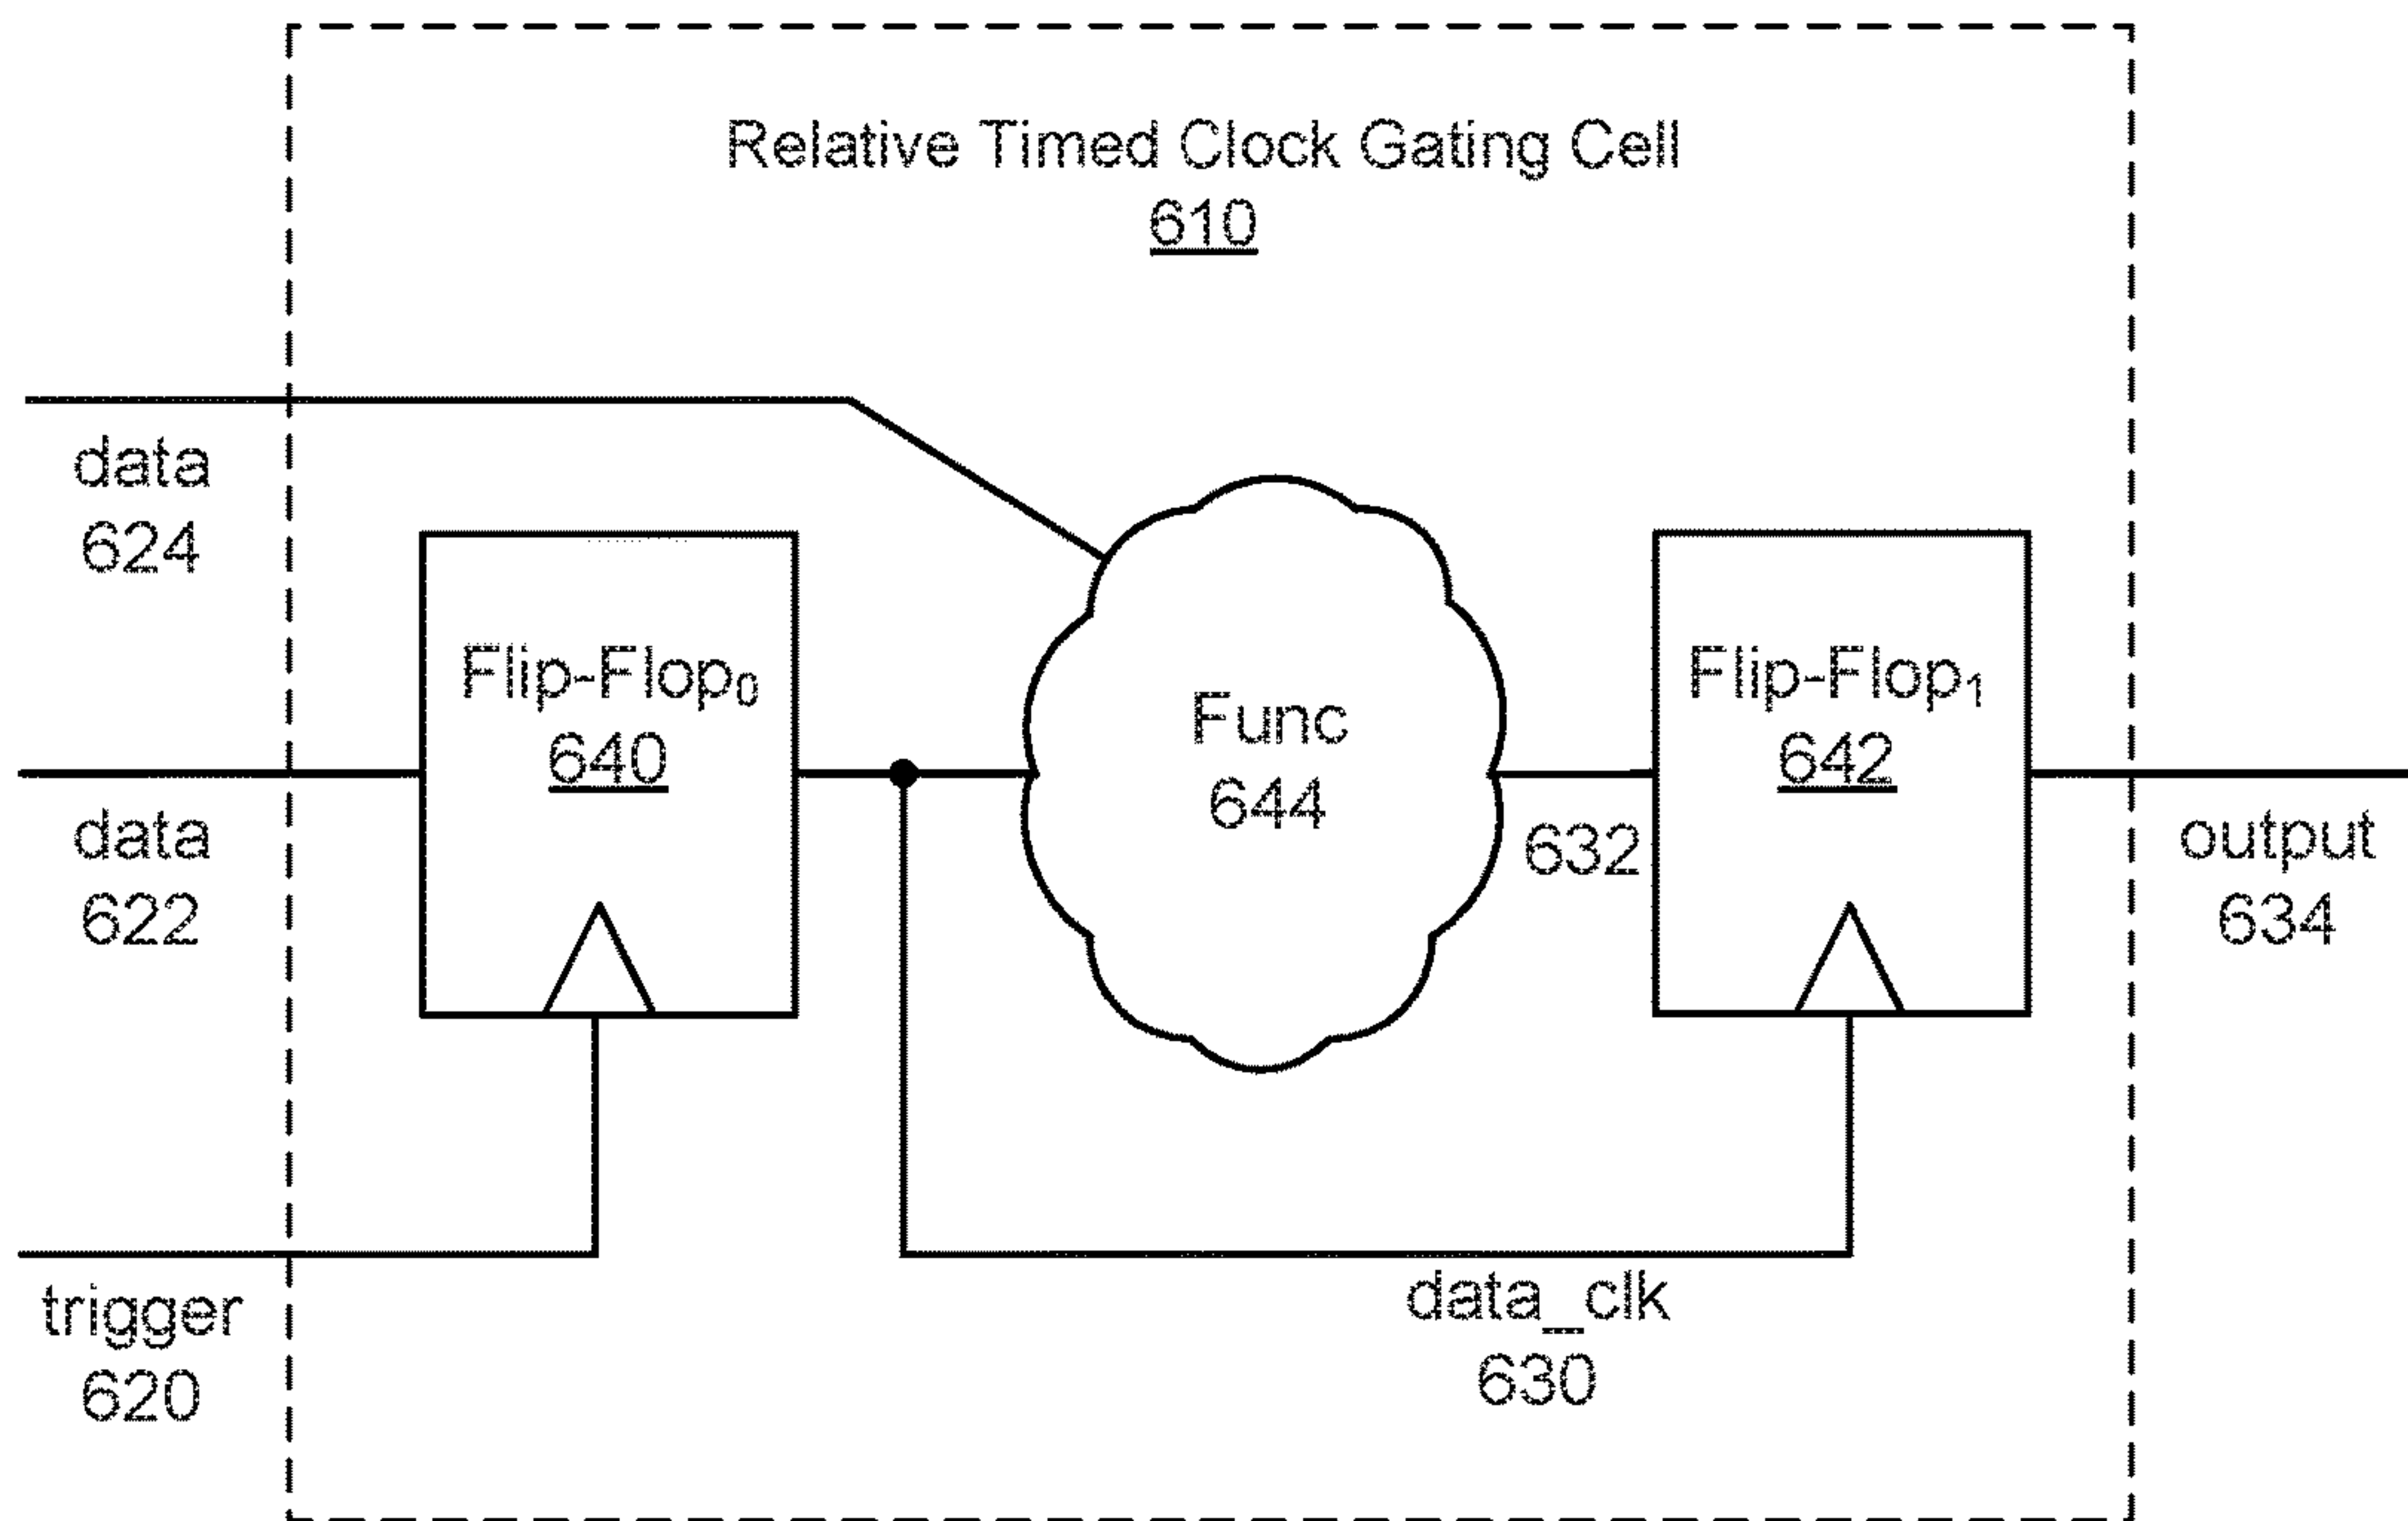 Relative Timed Clock Gating Cell
610
data
624
Flip-Flop₀
640
Func
644
Flip-Flop₁
642
data
622
632
output
634
trigger
620
data_clk
630